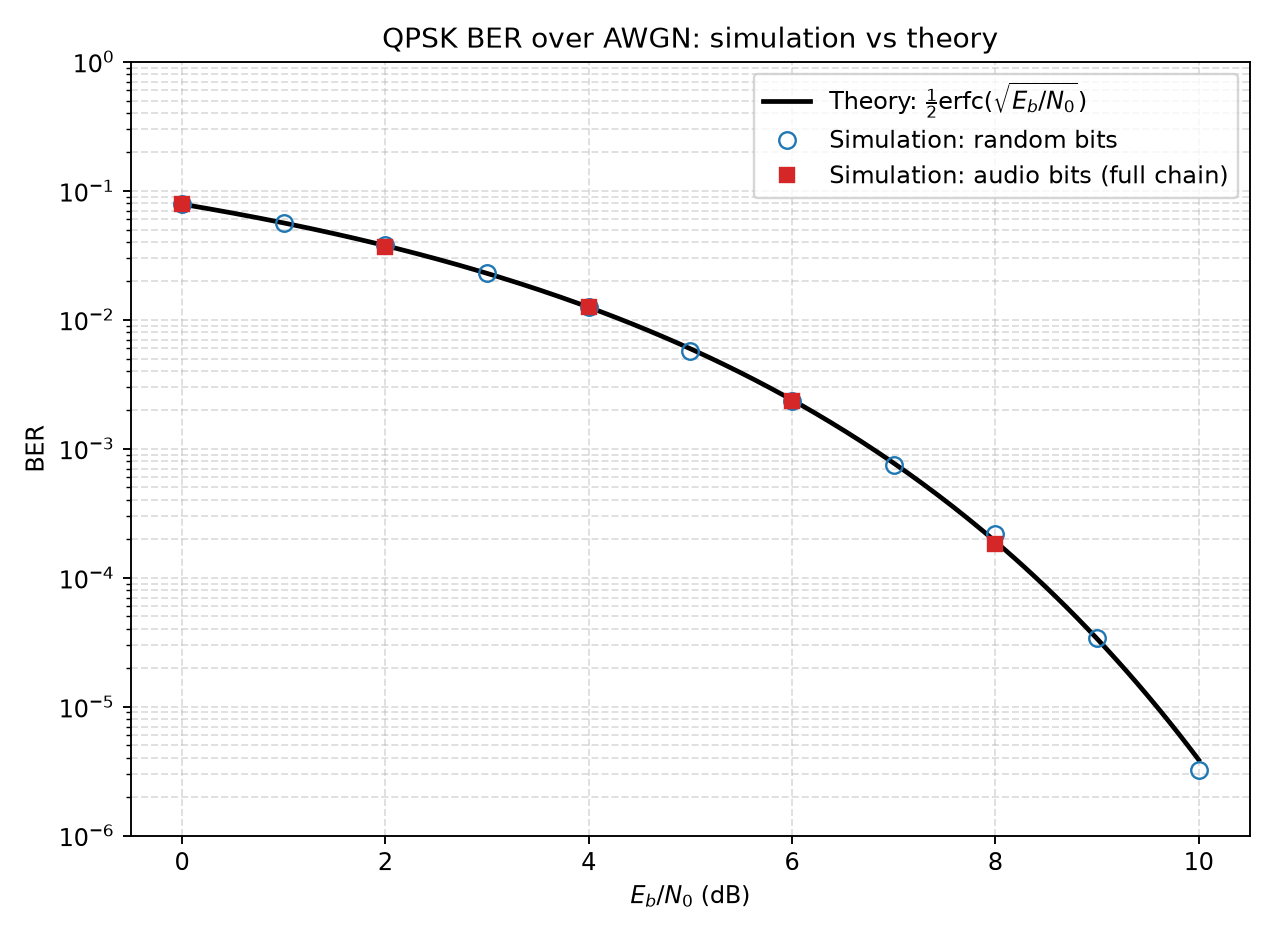 QPSK BER over AWGN: simulation vs theory
10⁰
10⁻¹
10⁻²
10⁻³
10⁻⁴
10⁻⁵
10⁻⁶
BER
Theory: ½erfc(√E_b/N_0)
Simulation: random bits
Simulation: audio bits (full chain)
0 2 4 6 8 10
E_b/N_0 (dB)